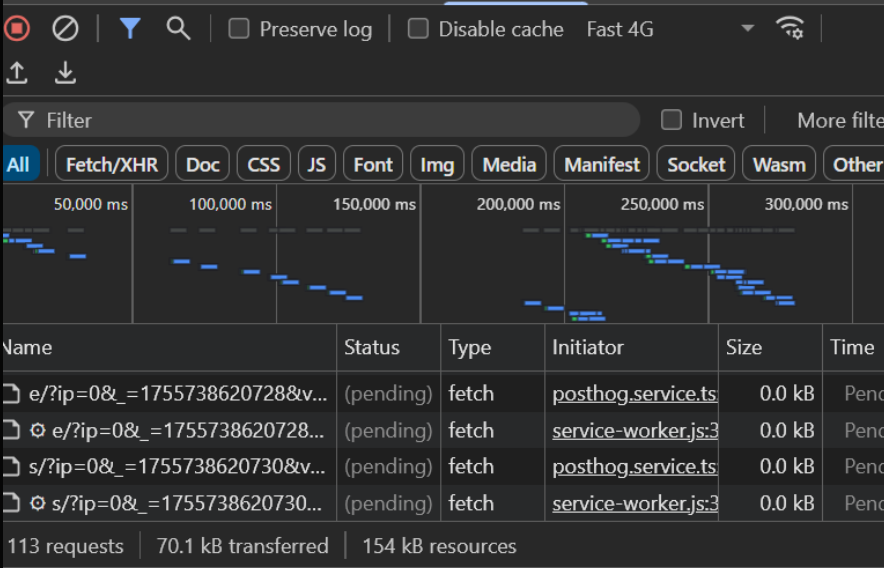 Preserve log Disable cache Fast 4G
Filter Invert More filte
All Fetch/XHR Doc CSS JS Font Img Media Manifest Socket Wasm Other
50,000 ms 100,000 ms 150,000 ms 200,000 ms 250,000 ms 300,000 ms
Name Status Type Initiator Size Time
e/?ip=0&_=1755738620728&v... (pending) fetch posthog.service.ts: 0.0 kB Pend
e/?ip=0&_=1755738620728... (pending) fetch service-worker.js:3 0.0 kB Pend
s/?ip=0&_=1755738620730&v... (pending) fetch posthog.service.ts: 0.0 kB Pend
s/?ip=0&_=1755738620730... (pending) fetch service-worker.js:3 0.0 kB Pend
113 requests 70.1 kB transferred 154 kB resources